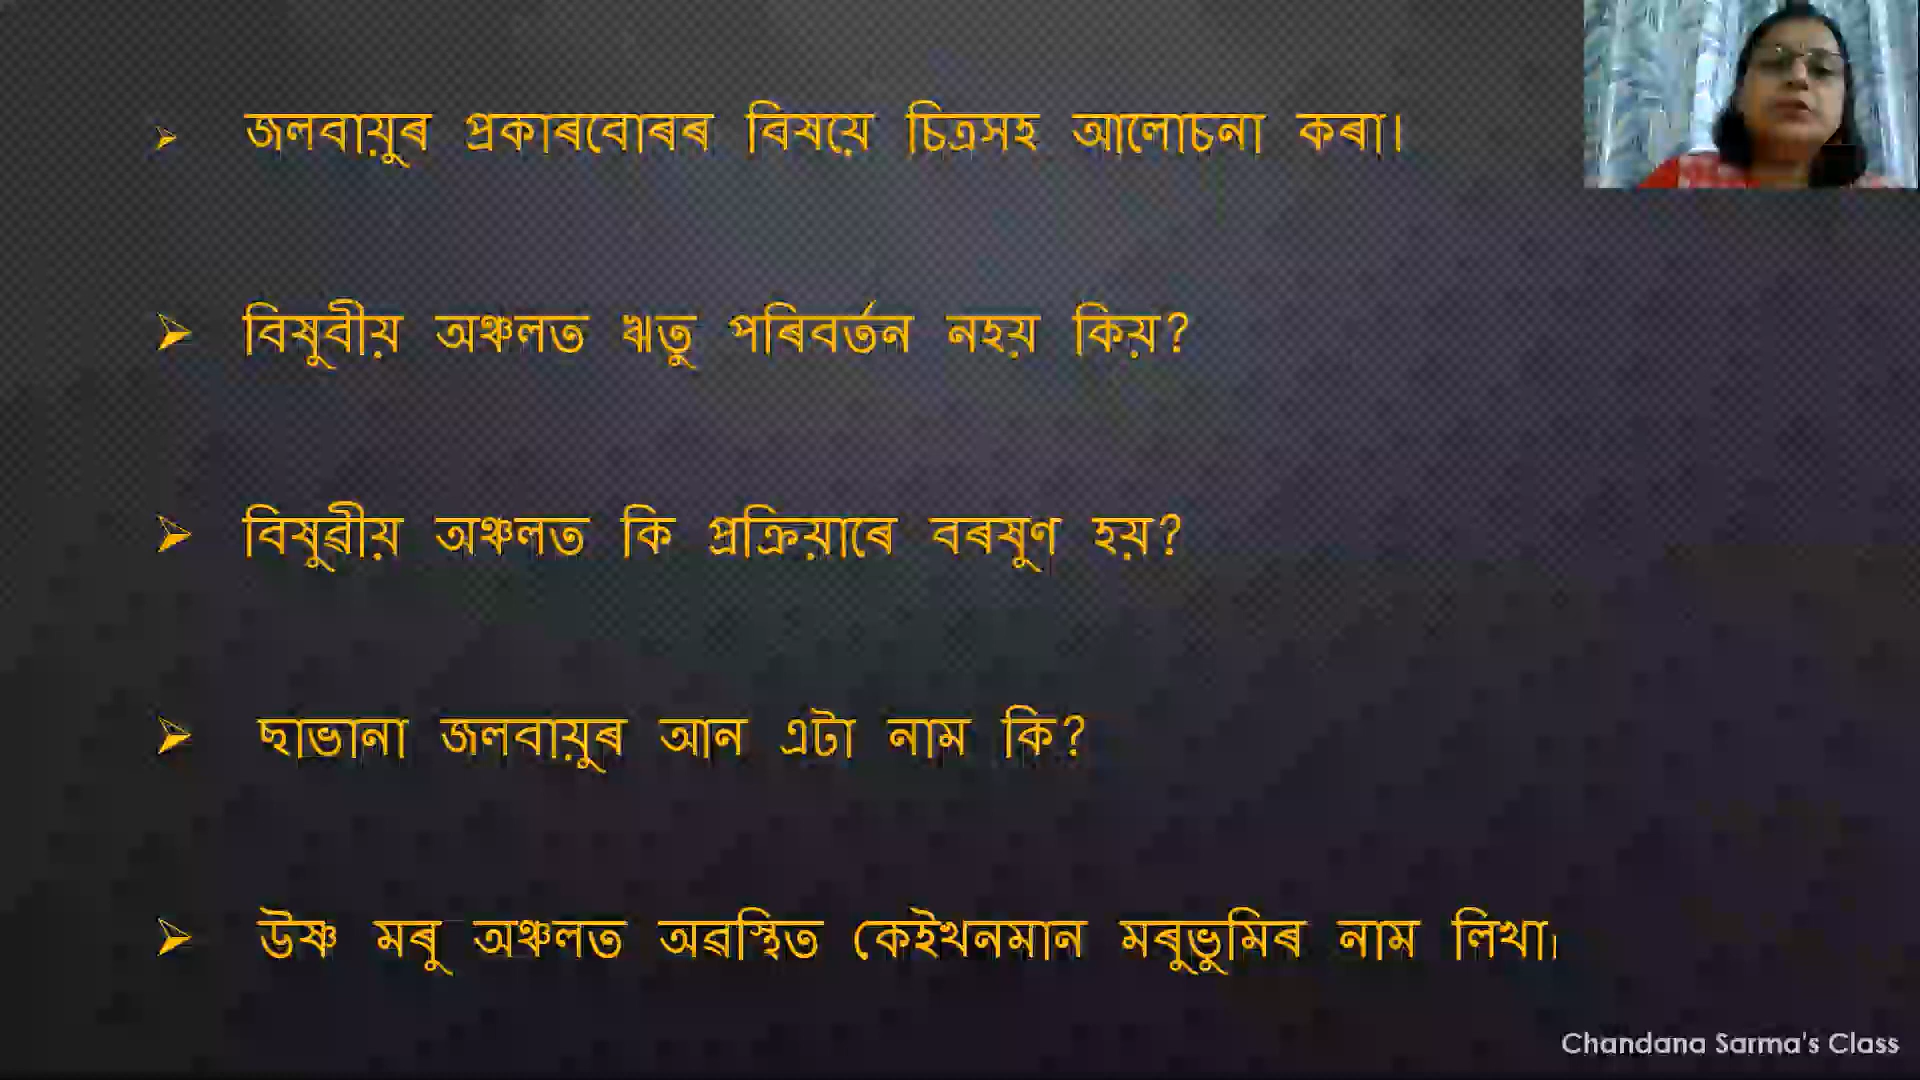 জলবায়ুৰ প্ৰকাৰবোৰৰ বিষয়ে চিত্ৰসহ আলোচনা কৰা।
বিষুবীয় অঞ্চলত ঋতু পৰিবৰ্তন নহয় কিয়?
বিষুৱীয় অঞ্চলত কি প্ৰক্ৰিয়াৰে বৰষুণ হয়?
ছাভানা জলবায়ুৰ আন এটা নাম কি?
উষ্ণ মৰু অঞ্চলত অৱস্থিত কেইখনমান মৰুভুমিৰ নাম লিখা।
Chandana Sarma's Class